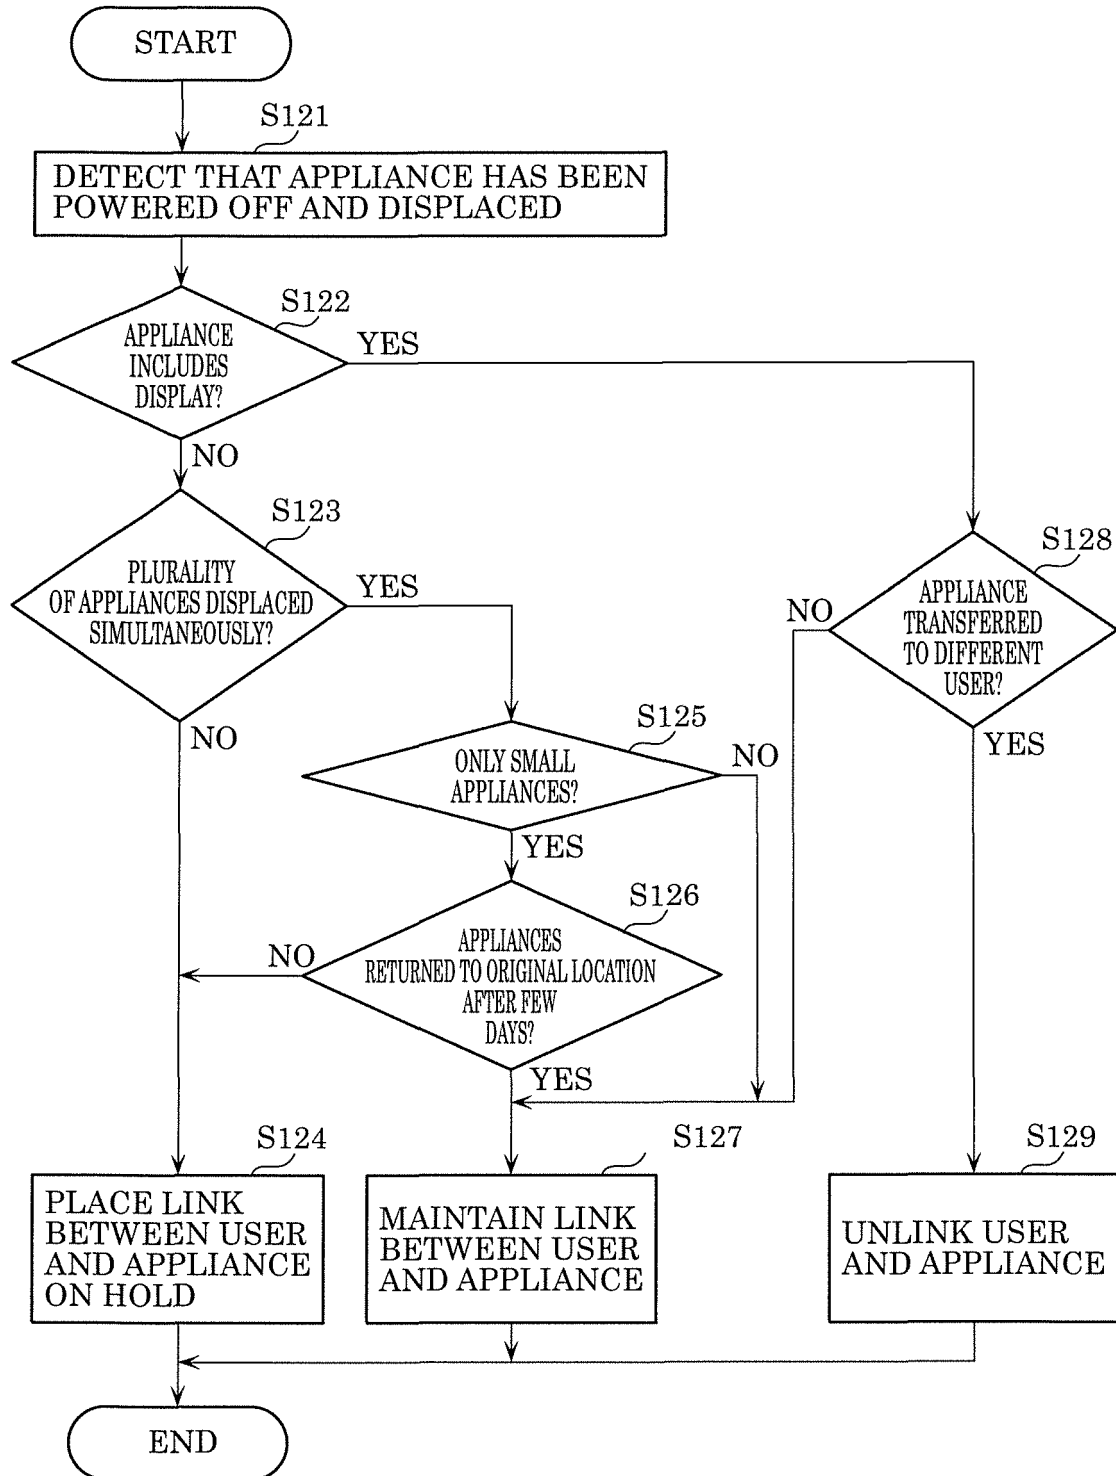 START
S121
DETECT THAT APPLIANCE HAS BEEN
POWERED OFF AND DISPLACED
S122
APPLIANCE
INCLUDES
DISPLAY?
YES
NO
S123
PLURALITY
OF APPLIANCES DISPLACED
SIMULTANEOUSLY?
YES
NO
S128
APPLIANCE
TRANSFERRED
TO DIFFERENT
USER?
NO
YES
S125
ONLY SMALL
APPLIANCES?
NO
YES
S126
APPLIANCES
RETURNED TO ORIGINAL LOCATION
AFTER FEW
DAYS?
NO
YES
S124
PLACE LINK
BETWEEN USER
AND APPLIANCE
ON HOLD
S127
MAINTAIN LINK
BETWEEN USER
AND APPLIANCE
S129
UNLINK USER
AND APPLIANCE
END